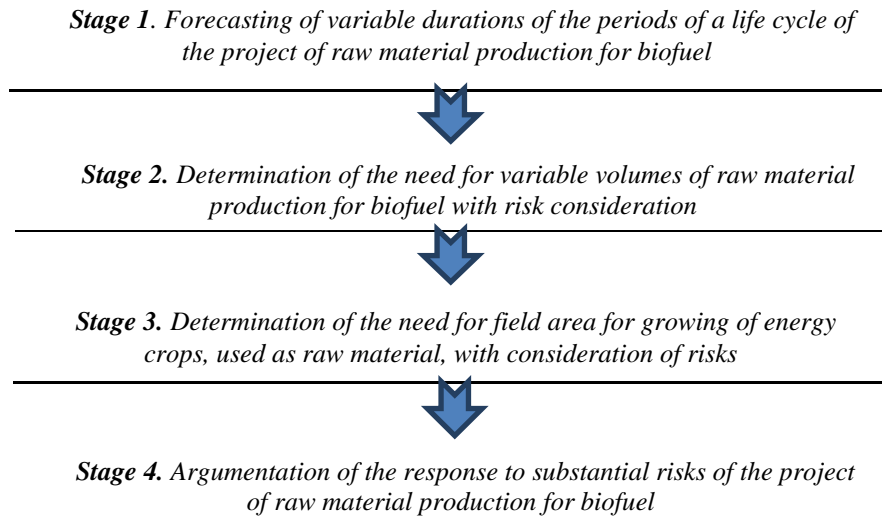 Stage 1. Forecasting of variable durations of the periods of a life cycle of
the project of raw material production for biofuel
Stage 2. Determination of the need for variable volumes of raw material
production for biofuel with risk consideration
Stage 3. Determination of the need for field area for growing of energy
crops, used as raw material, with consideration of risks
Stage 4. Argumentation of the response to substantial risks of the project
of raw material production for biofuel